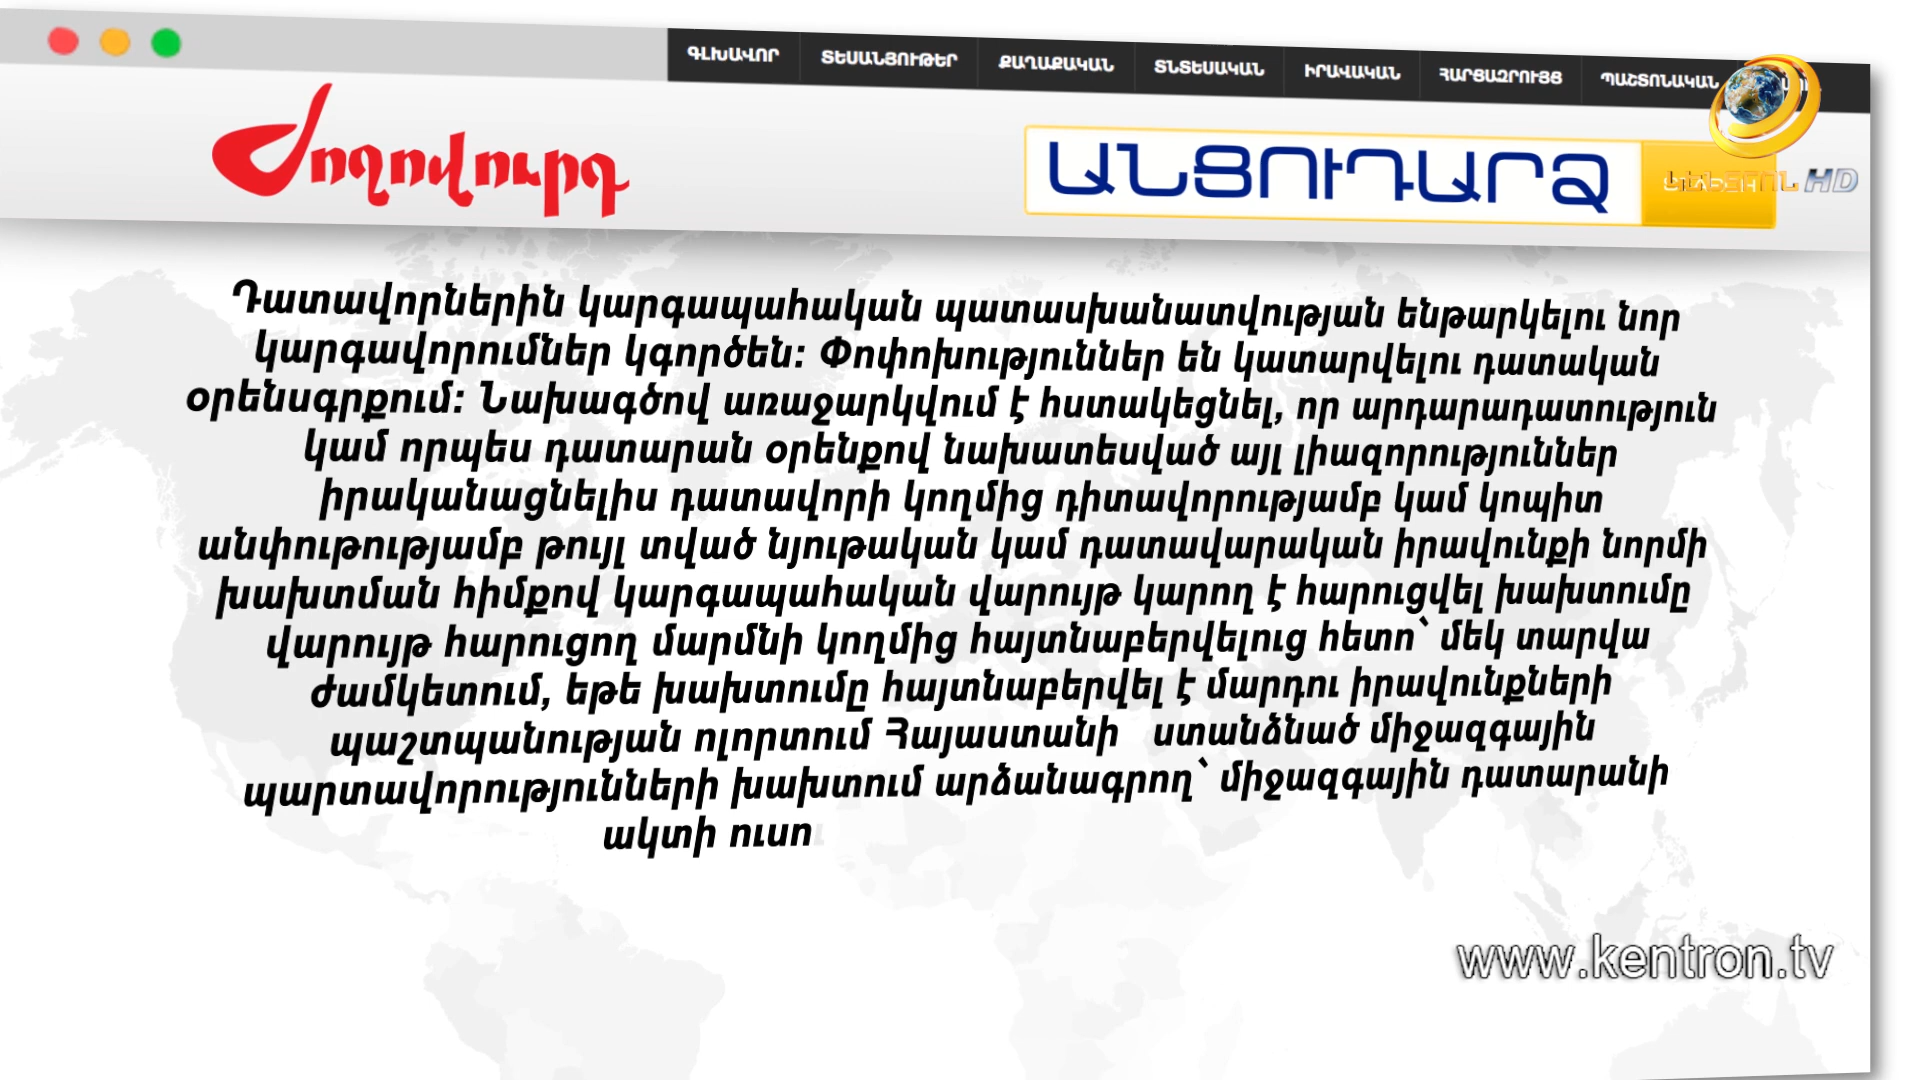 ԳԼԽԱՎՈՐ ՏԵՍԱՆՅՈՒԹԵՐ ՔԱՂԱՔԱԿԱՆ ՏՆՏԵՍԱԿԱՆ ԻՐԱՎԱԿԱՆ ՀԱՐՑԱԶՐՈՒՅՑ ՊԱՇՏՈՆԱԿԱՆ
Ժողովուրդ
ԱՆՑՈՒԴԱՐՁ
ԿԵՆՏՐՈՆ HD
Դատավորներին կարգապահական պատասխանատվության ենթարկելու նոր
կարգավորումներ կգործեն: Փոփոխություններ են կատարվելու դատական
օրենսգրքում: Նախագծով առաջարկվում է հստակեցնել, որ արդարադատություն
կամ որպես դատարան օրենքով նախատեսված այլ լիազորություններ
իրականացնելիս դատավորի կողմից դիտավորությամբ կամ կոպիտ
անփութությամբ թույլ տված նյութական կամ դատավարական իրավունքի նորմի
խախտման հիմքով կարգապահական վարույթ կարող է հարուցվել խախտումը
վարույթ հարուցող մարմնի կողմից հայտնաբերվելուց հետո՝ մեկ տարվա
ժամկետում, եթե խախտումը հայտնաբերվել է մարդու իրավունքների
պաշտպանության ոլորտում Հայաստանի ստանձնած միջազգային
պարտավորությունների խախտում արձանագրող՝ միջազգային դատարանի
ակտի ուսո
www.kentron.tv